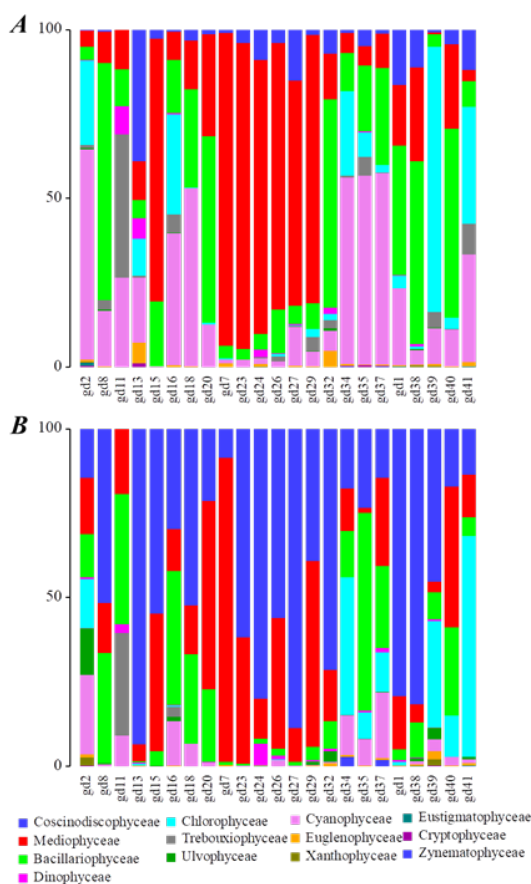 A
100
50
0
gd2 gd8 gd11 gd13 gd15 gd16 gd18 gd20 gd7 gd23 gd24 gd26 gd27 gd29 gd32 gd34 gd35 gd37 gd1 gd38 gd39 gd40 gd41
B
100
50
0
gd2 gd8 gd11 gd13 gd15 gd16 gd18 gd20 gd7 gd23 gd24 gd26 gd27 gd29 gd32 gd34 gd35 gd37 gd1 gd38 gd39 gd40 gd41
Coscinodiscophyceae Chlorophyceae Cyanophyceae Eustigmatophyceae
Mediophyceae Trebouxiophyceae Euglenophyceae Cryptophyceae
Bacillariophyceae Ulvophyceae Xanthophyceae Zynematophyceae
Dinophyceae